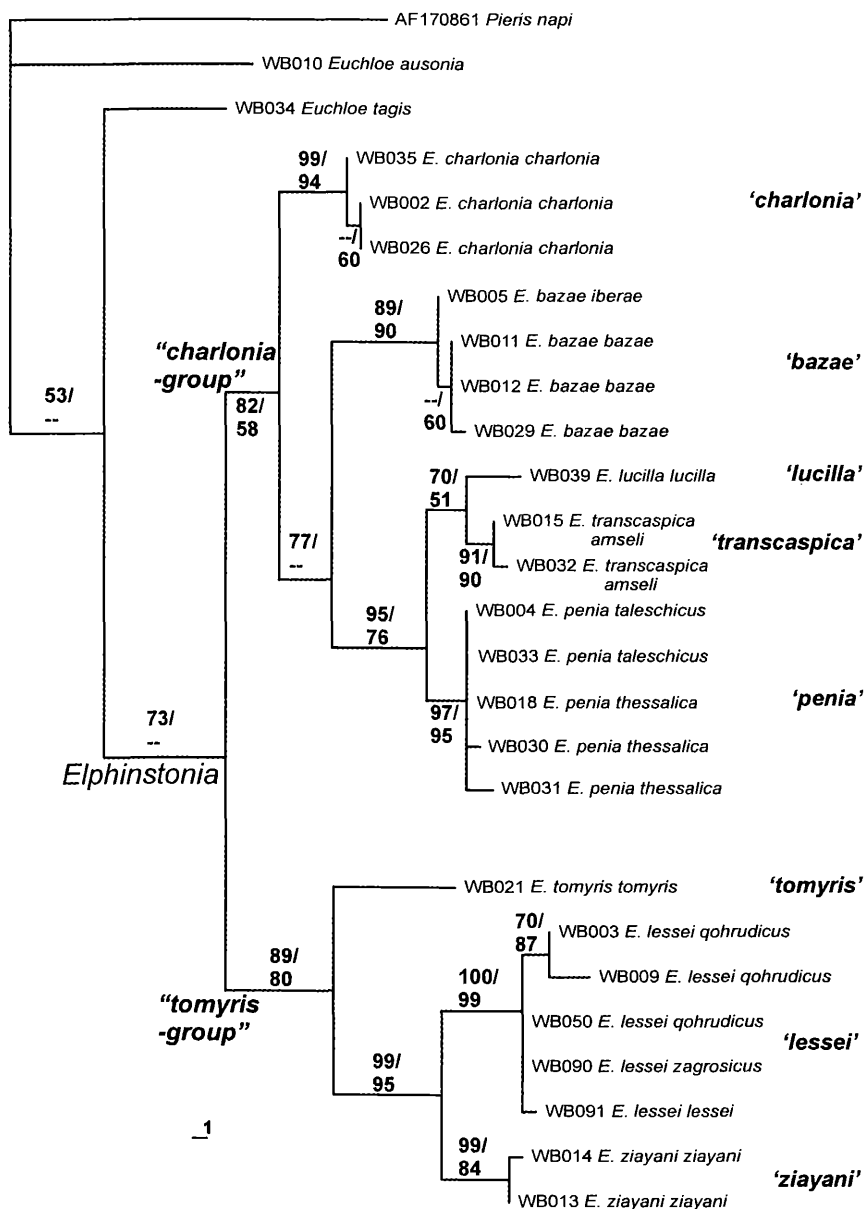 AF170861 Pieris napi
WB010 Euchloe ausonia
WB034 Euchloe tagis
99/
94
WB035 E. charlonia charlonia
WB002 E. charlonia charlonia
'charlonia'
--/
60
WB026 E. charlonia charlonia
WB005 E. bazae iberae
89/
90
"charlonia
-group"
WB011 E. bazae bazae
'bazae'
WB012 E. bazae bazae
53/
--
82/
58
--/
60
WB029 E. bazae bazae
70/
51
WB039 E. lucilla lucilla
'lucilla'
WB015 E. transcaspica
amseli
'transcaspica'
77/
--
91/
90
WB032 E. transcaspica
amseli
95/
76
WB004 E. penia taleschicus
WB033 E. penia taleschicus
WB018 E. penia thessalica
'penia'
97/
95
73/
--
WB030 E. penia thessalica
Elphinstonia
WB031 E. penia thessalica
WB021 E. tomyris tomyris
'tomyris'
70/
87
WB003 E. lessei qohrudicus
89/
80
100/
99
WB009 E. lessei qohrudicus
"tomyris
-group"
WB050 E. lessei qohrudicus
'lessei'
99/
95
WB090 E. lessei zagrosicus
1
WB091 E. lessei lessei
99/
84
WB014 E. ziayani ziayani
'ziayani'
WB013 E. ziayani ziayani